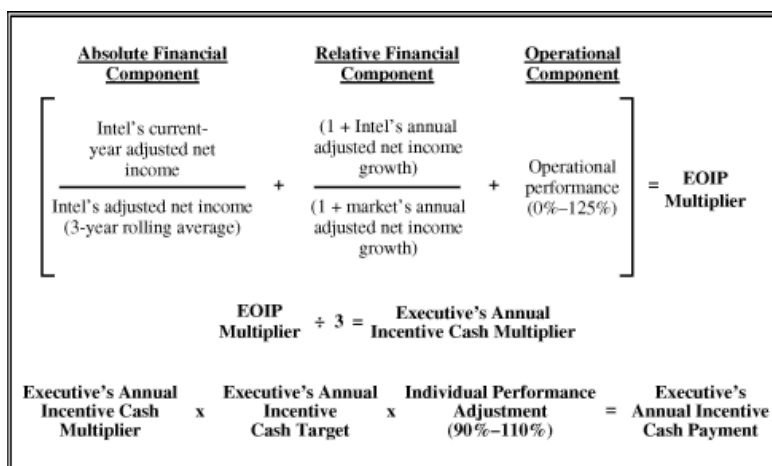 Absolute Financial
Component
Relative Financial
Component
Operational
Component
Intel's current-
year adjusted net
income
Intel's adjusted net income
(3-year rolling average)
+
(1 + Intel's annual
adjusted net income
growth)
(1 + market's annual
adjusted net income
growth)
+
Operational
performance
(0%–125%)
=
EOIP
Multiplier
EOIP
Multiplier
÷ 3 =
Executive's Annual
Incentive Cash Multiplier
Executive's Annual
Incentive Cash
Multiplier
x
Executive's Annual
Incentive
Cash Target
x
Individual Performance
Adjustment
(90%–110%)
=
Executive's
Annual Incentive
Cash Payment